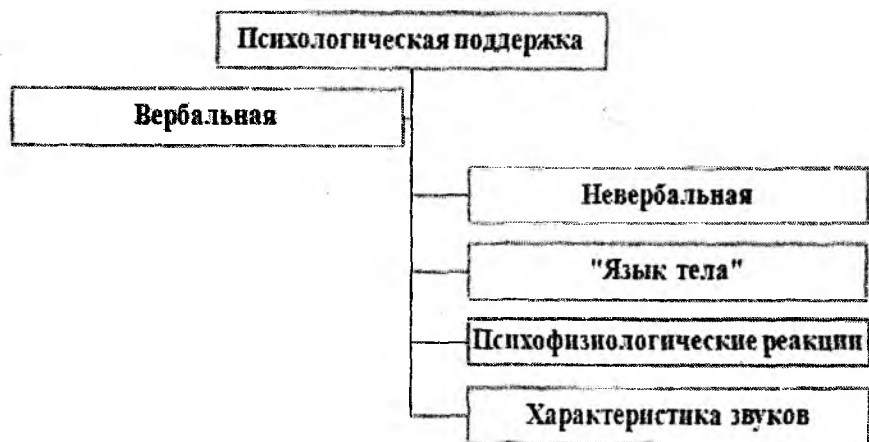 Психологическая поддержка
Вербальная
Невербальная
"Язык тела"
Психофизиологические реакции
Характеристика звуков